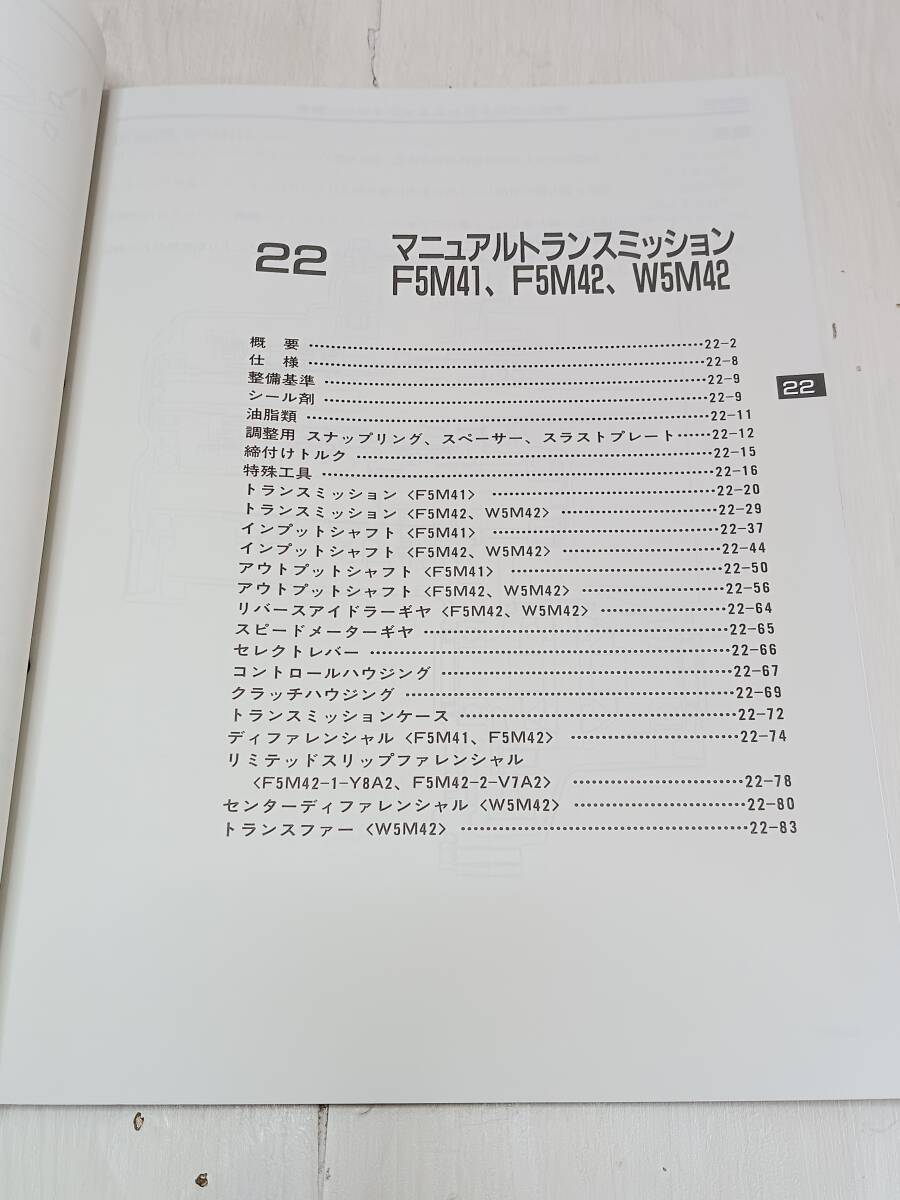 22
マニュアルトランスミッション
F5M41、F5M42、W5M42
概 要 22-2
仕 様 22-8
整備基準 22-9
シール剤 22-9
油脂類 22-11
調整用 スナップリング、スペーサー、スラストプレート 22-12
締付けトルク 22-15
特殊工具 22-16
トランスミッション〈F5M41〉 22-20
トランスミッション〈F5M42、W5M42〉 22-29
インプットシャフト〈F5M41〉 22-37
インプットシャフト〈F5M42、W5M42〉 22-44
アウトプットシャフト〈F5M41〉 22-50
アウトプットシャフト〈F5M42、W5M42〉 22-56
リバースアイドラーギヤ〈F5M42、W5M42〉 22-64
スピードメーターギヤ 22-65
セレクトレバー 22-66
コントロールハウジング 22-67
クラッチハウジング 22-69
トランスミッションケース 22-72
ディファレンシャル〈F5M41、F5M42〉 22-74
リミテッドスリップファレンシャル
〈F5M42-1-Y8A2、F5M42-2-V7A2〉 22-78
センターディファレンシャル〈W5M42〉 22-80
トランスファー〈W5M42〉 22-83
22